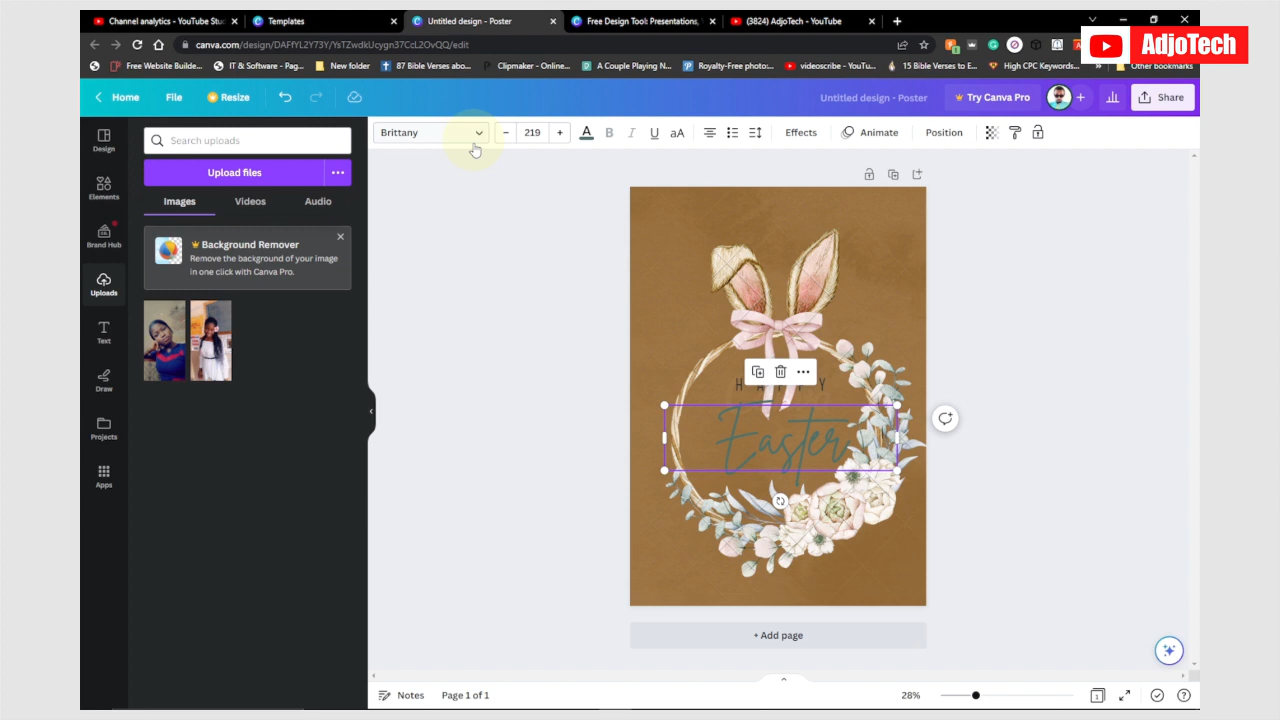 Channel analytics - YouTube Stud
Templates
Untitled design - Poster
Free Design Tool: Presentations,
(3824) AdjoTech - YouTube
canva.com/design/DAFfyL2Y73Y/YsTZwdkUcygn37CcL2OvQQ/edit
AdjoTech
Free Website Builde...
IT & Software - Pag...
New folder
87 Bible Verses abo...
Clipmaker - Online...
A Couple Playing N...
Royalty-Free photo:...
videoscribe - YouTu...
15 Bible Verses to E...
High CPC Keywords...
Other bookmarks
Home
File
Resize
Untitled design - Poster
Try Canva Pro
Share
Brittany
219
A
B
I
U
aA
Effects
Animate
Position
Design
Elements
Brand Hub
Uploads
Text
Draw
Projects
Apps
Search uploads
Upload files
Images
Videos
Audio
Background Remover
Remove the background of your image
in one click with Canva Pro.
HAPPY
Easter
+ Add page
Notes
Page 1 of 1
28%
1